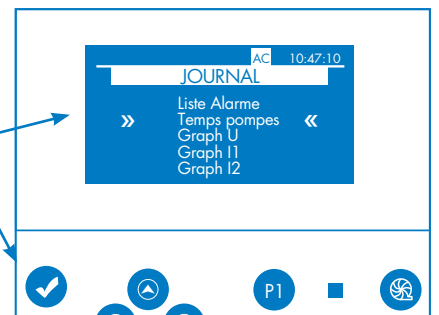 AC 10:47:10
JOURNAL
Liste Alarme
» Temps pompes «
Graph U
Graph I1
Graph I2
P1